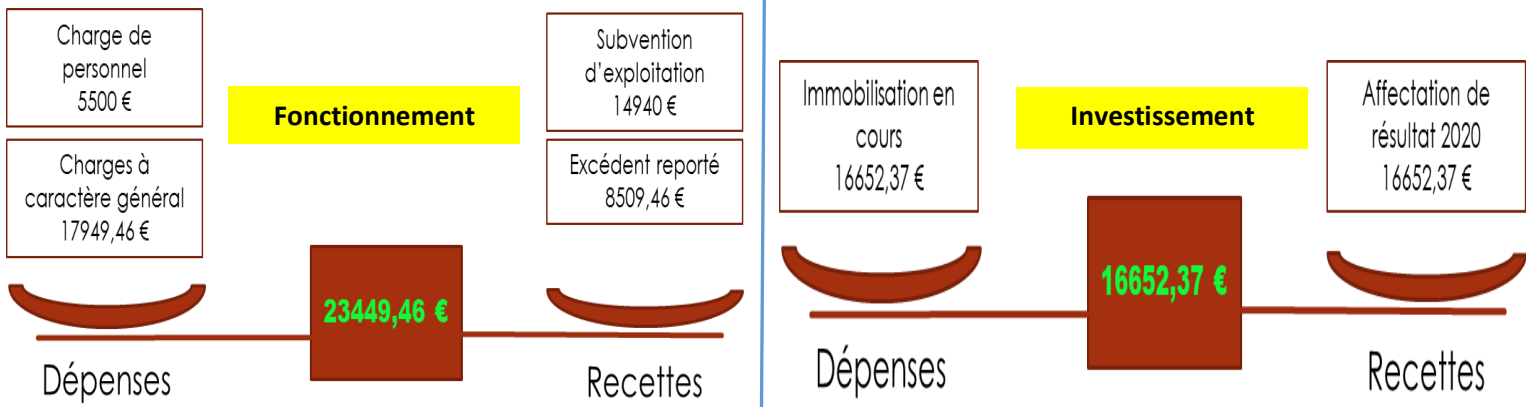 Charge de
personnel
5500 €
Charges à
caractère général
17949,46 €
Fonctionnement
Subvention
d'exploitation
14940 €
Excédent reporté
8509,46 €
23449,46 €
Dépenses
Recettes
Immobilisation en
cours
16652,37 €
Investissement
Affectation de
résultat 2020
16652,37 €
16652,37 €
Dépenses
Recettes